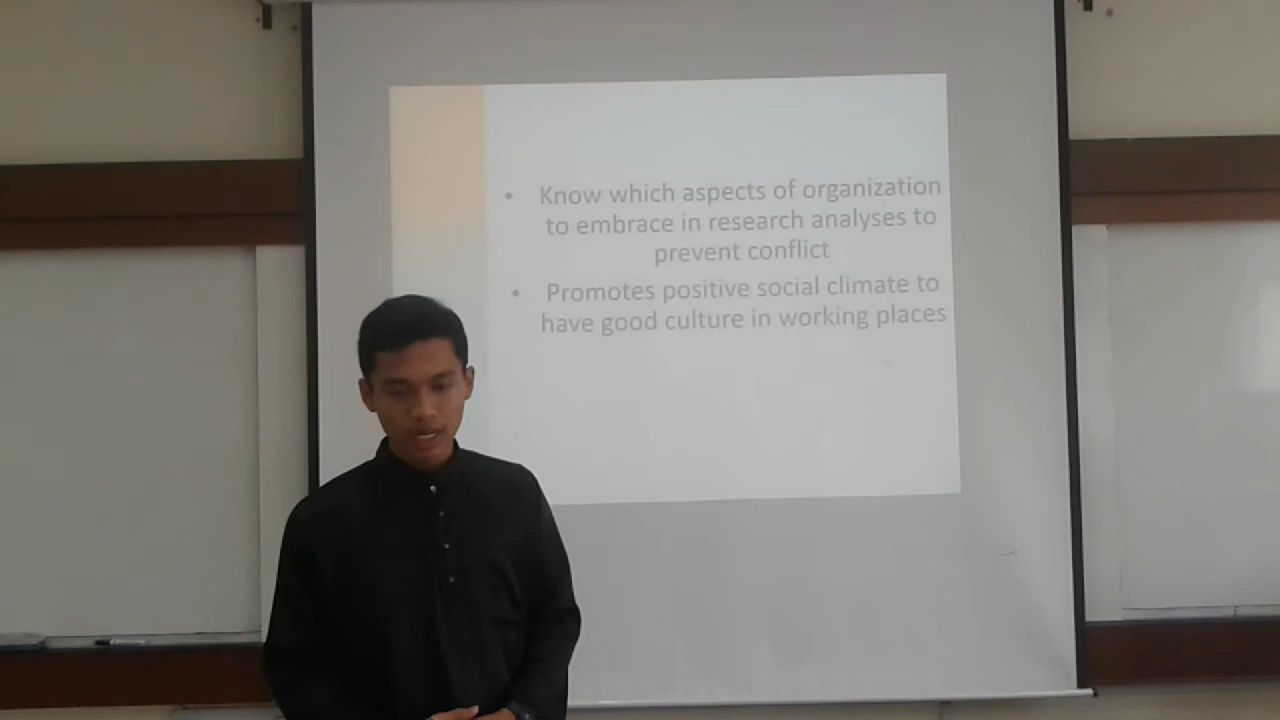 • Know which aspects of organization
to embrace in research analyses to
prevent conflict
• Promotes positive social climate to
have good culture in working places